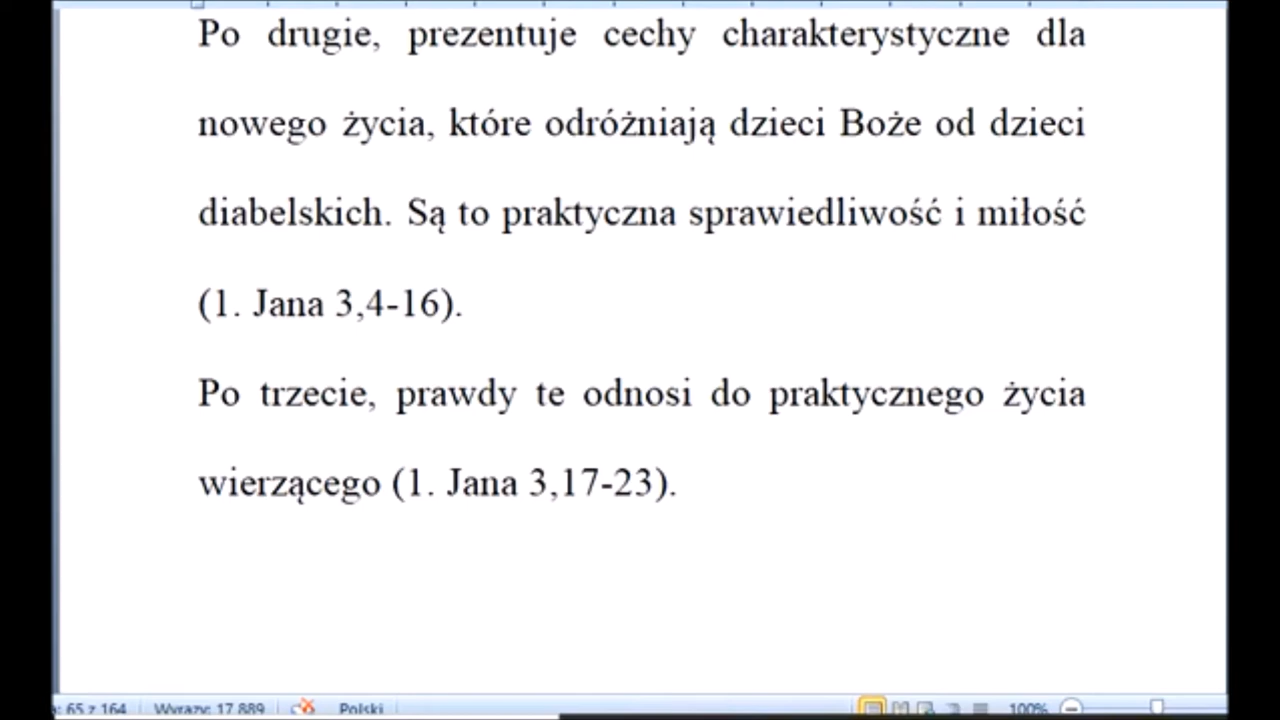 Po drugie, prezentuje cechy charakterystyczne dla
nowego życia, które odróżniają dzieci Boże od dzieci
diabelskich. Są to praktyczna sprawiedliwość i miłość
(1. Jana 3,4-16).
Po trzecie, prawdy te odnosi do praktycznego życia
wierzącego (1. Jana 3,17-23).
: 65 z 164 Wyrazy: 17 889 Polski 100%